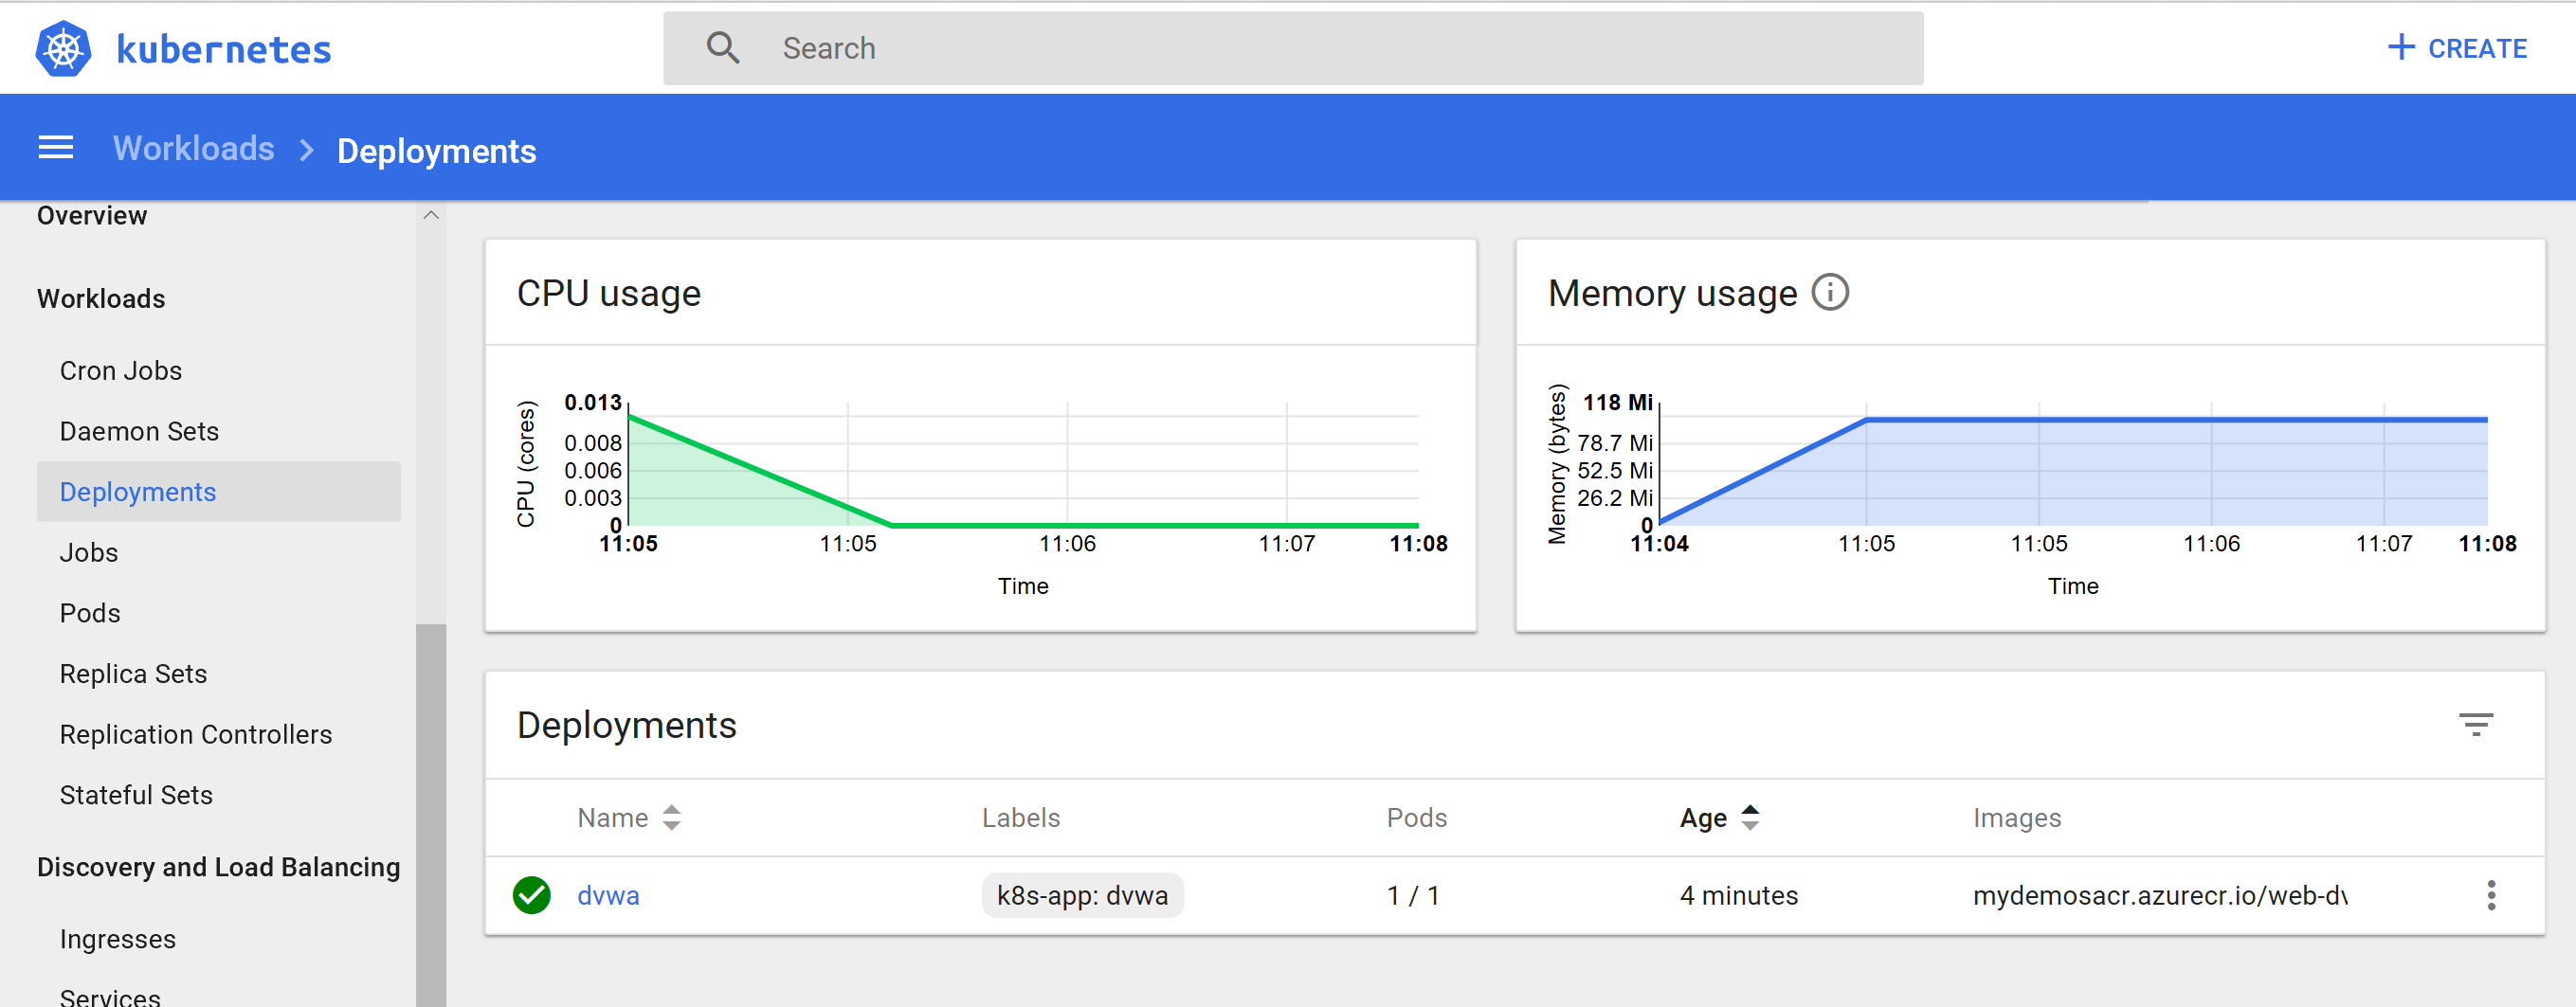 kubernetes
Search
CREATE
Workloads
Deployments
Overview
Workloads
Cron Jobs
Daemon Sets
Deployments
Jobs
Pods
Replica Sets
Replication Controllers
Stateful Sets
Discovery and Load Balancing
Ingresses
Services
CPU usage
CPU (cores)
0.013
0.008
0.006
0.003
0
11:05 11:05 11:06 11:07 11:08
Time
Memory usage
Memory (bytes)
118 Mi
78.7 Mi
52.5 Mi
26.2 Mi
0
11:04 11:05 11:05 11:06 11:07 11:08
Time
Deployments
Name Labels Pods Age Images
dvwa k8s-app: dvwa 1 / 1 4 minutes mydemosacr.azurecr.io/web-dv